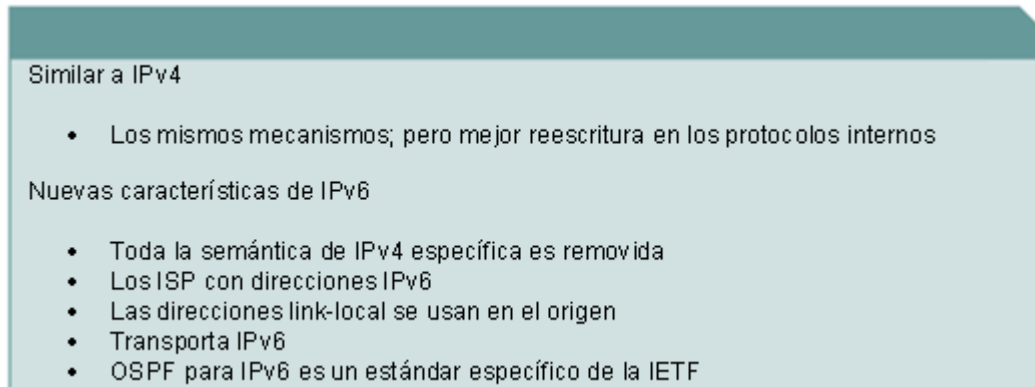 Similar a IPv4
• Los mismos mecanismos; pero mejor reescritura en los protocolos internos
Nuevas características de IPv6
• Toda la semántica de IPv4 específica es removida
• Los ISP con direcciones IPv6
• Las direcciones link-local se usan en el origen
• Transporta IPv6
• OSPF para IPv6 es un estándar específico de la IETF